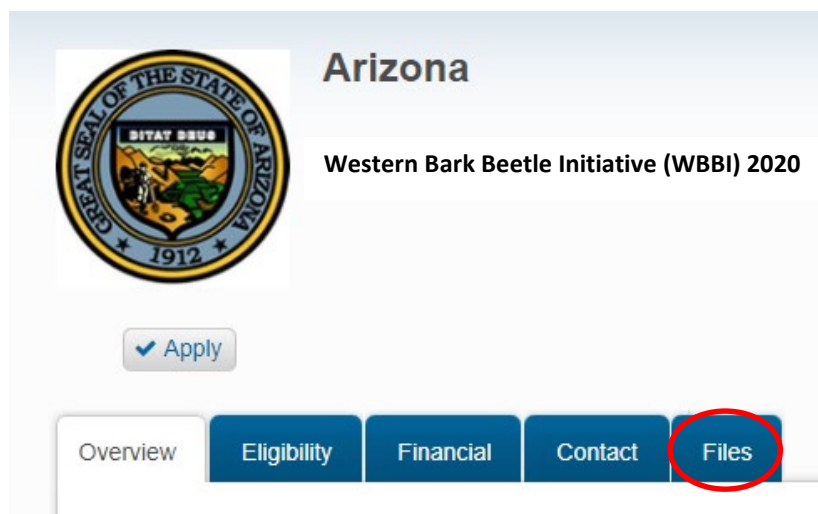 Arizona
GREAT SEAL OF THE STATE OF ARIZONA
DITAT DEUS
1912
Western Bark Beetle Initiative (WBBI) 2020
Apply
Overview Eligibility Financial Contact Files